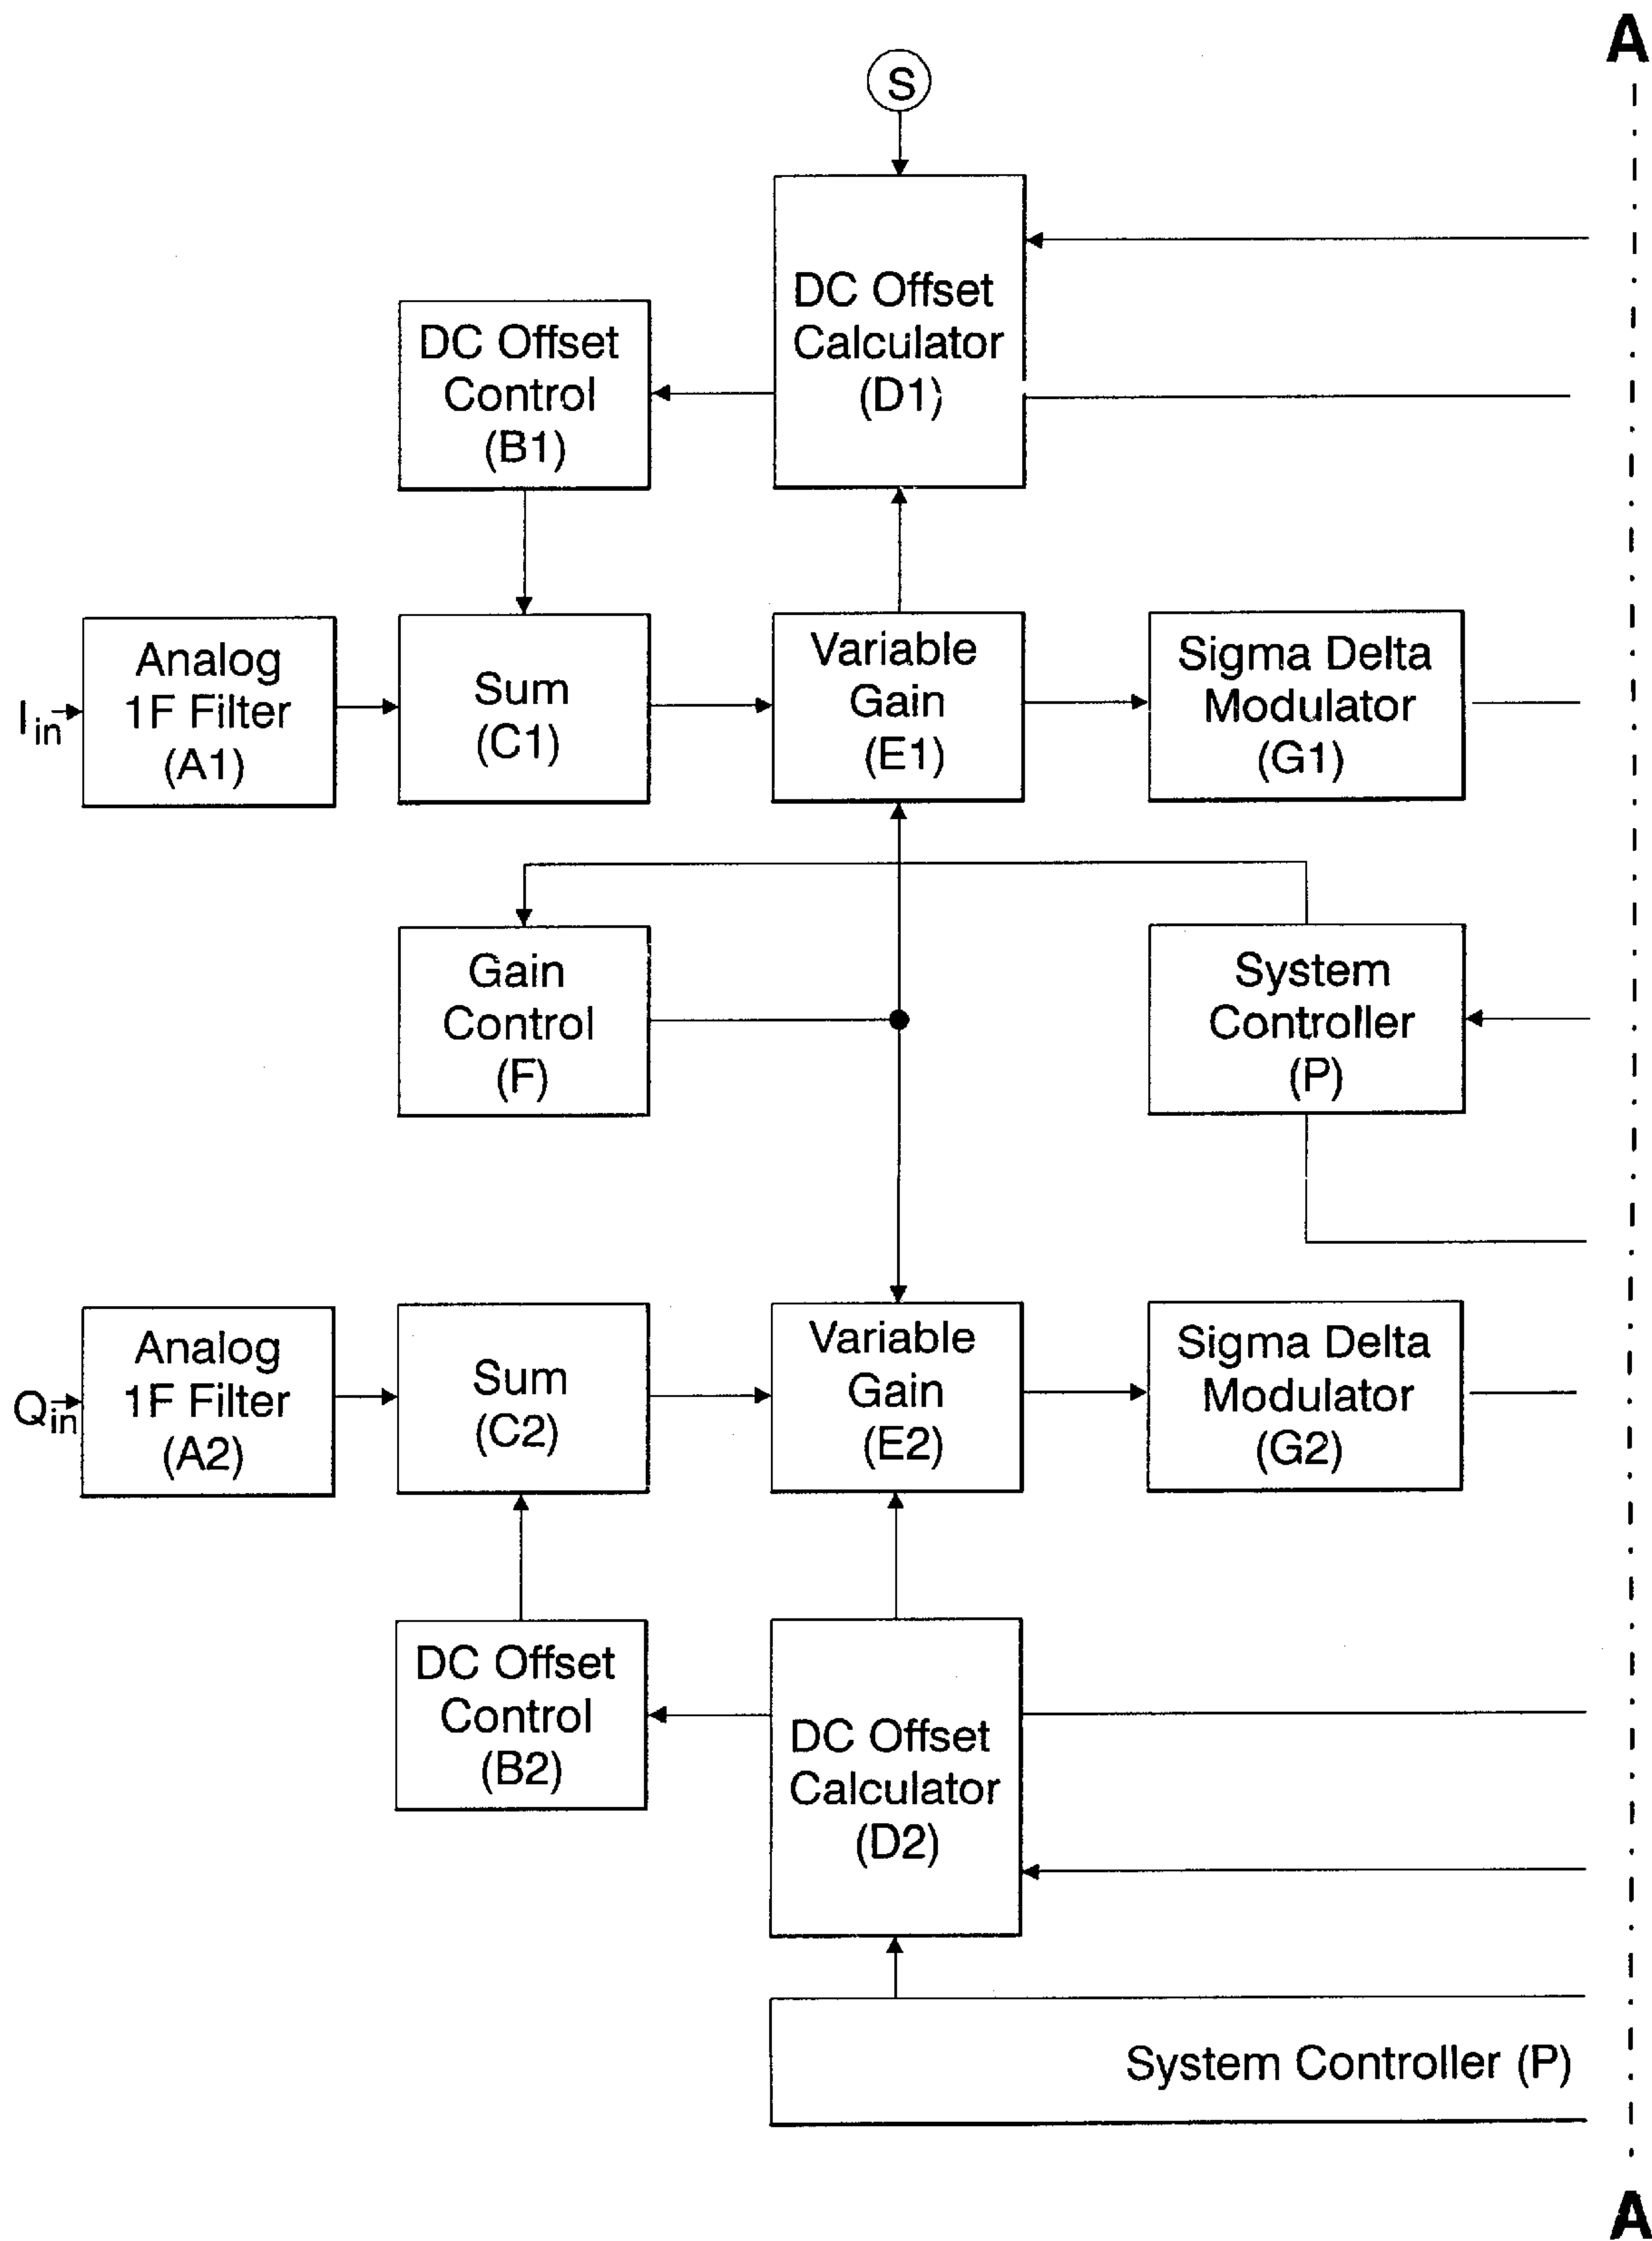 A
S
DC Offset
Calculator
(D1)
DC Offset
Control
(B1)
I in
Analog
1F Filter
(A1)
Sum
(C1)
Variable
Gain
(E1)
Sigma Delta
Modulator
(G1)
Gain
Control
(F)
System
Controller
(P)
Q in
Analog
1F Filter
(A2)
Sum
(C2)
Variable
Gain
(E2)
Sigma Delta
Modulator
(G2)
DC Offset
Control
(B2)
DC Offset
Calculator
(D2)
System Controller (P)
A